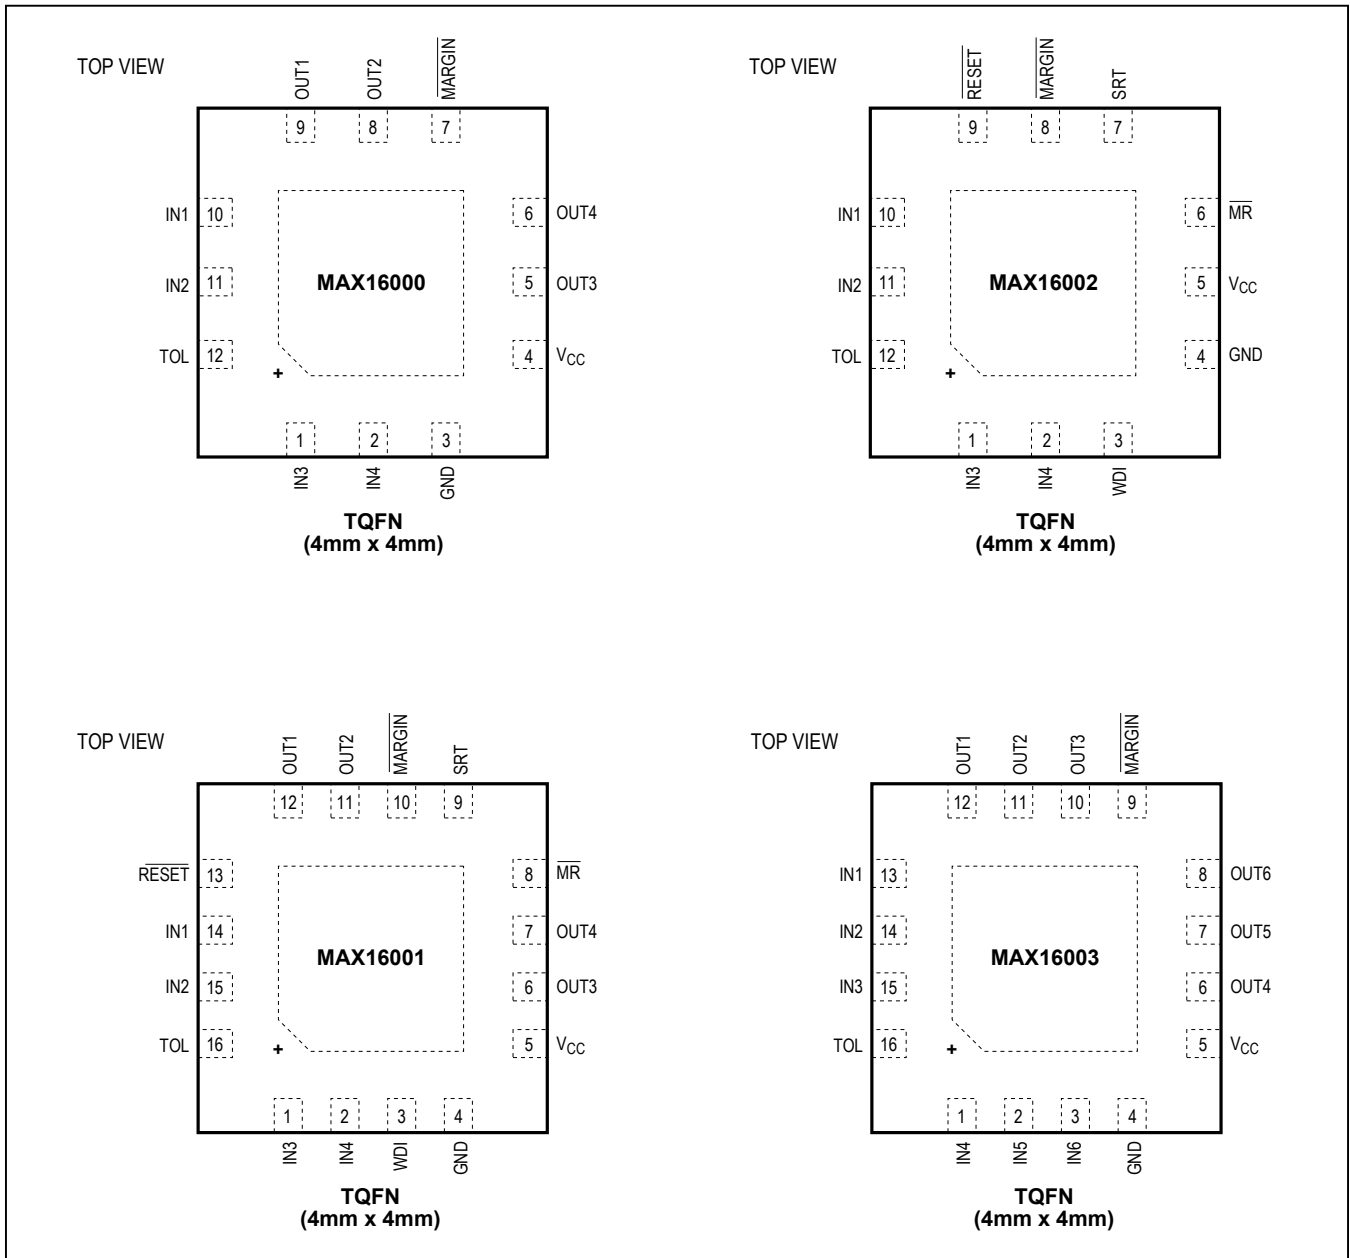 TOP VIEW
OUT1
OUT2
MARGIN
9
8
7
IN1 10
6 OUT4
IN2 11
MAX16000
5 OUT3
TOL 12
4 VCC
+
1
2
3
IN3
IN4
GND
TQFN
(4mm x 4mm)
TOP VIEW
RESET
MARGIN
SRT
9
8
7
IN1 10
6 MR
IN2 11
MAX16002
5 VCC
TOL 12
4 GND
+
1
2
3
IN3
IN4
WDI
TQFN
(4mm x 4mm)
TOP VIEW
OUT1
OUT2
MARGIN
SRT
12
11
10
9
RESET 13
8 MR
IN1 14
7 OUT4
MAX16001
IN2 15
6 OUT3
TOL 16
5 VCC
+
1
2
3
4
IN3
IN4
WDI
GND
TQFN
(4mm x 4mm)
TOP VIEW
OUT1
OUT2
OUT3
MARGIN
12
11
10
9
IN1 13
8 OUT6
IN2 14
7 OUT5
MAX16003
IN3 15
6 OUT4
TOL 16
5 VCC
+
1
2
3
4
IN4
IN5
IN6
GND
TQFN
(4mm x 4mm)